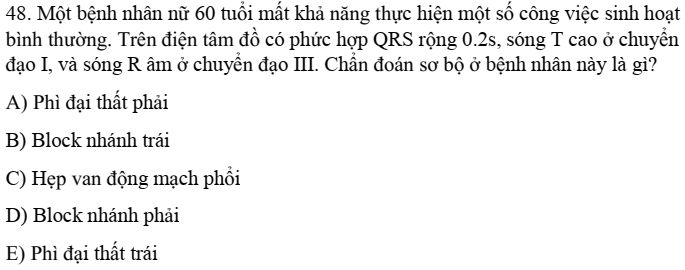 48. Một bệnh nhân nữ 60 tuổi mất khả năng thực hiện một số công việc sinh hoạt
bình thường. Trên điện tâm đồ có phức hợp QRS rộng 0.2s, sóng T cao ở chuyển
đạo I, và sóng R âm ở chuyển đạo III. Chẩn đoán sơ bộ ở bệnh nhân này là gì?
A) Phì đại thất phải
B) Block nhánh trái
C) Hẹp van động mạch phổi
D) Block nhánh phải
E) Phì đại thất trái